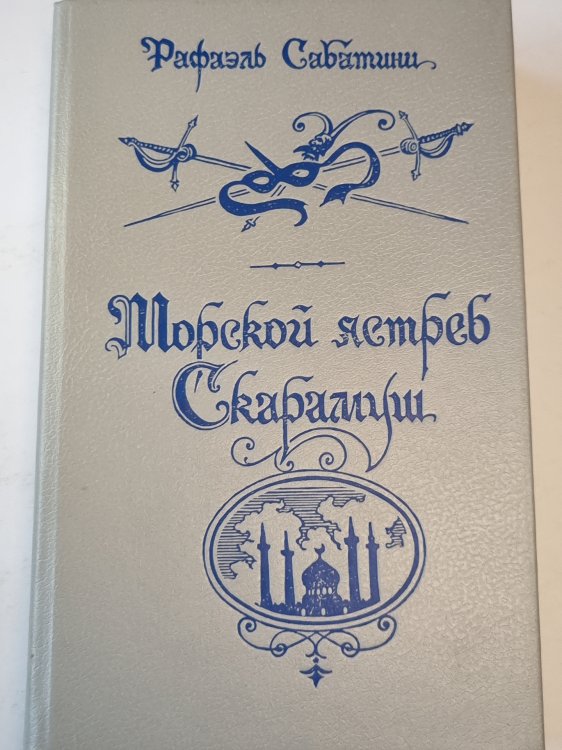 Рафаэль Сабатини
Морской ястреб
Скарамуш